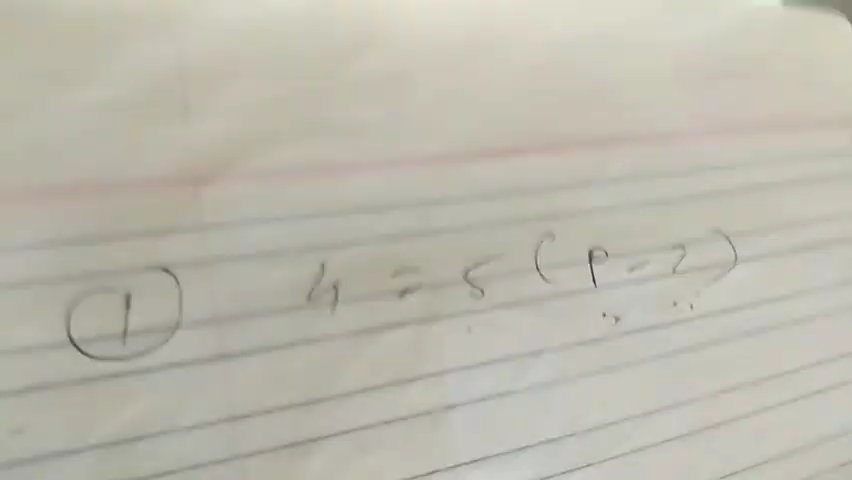 ① 4 = 5 ( p - 2 )